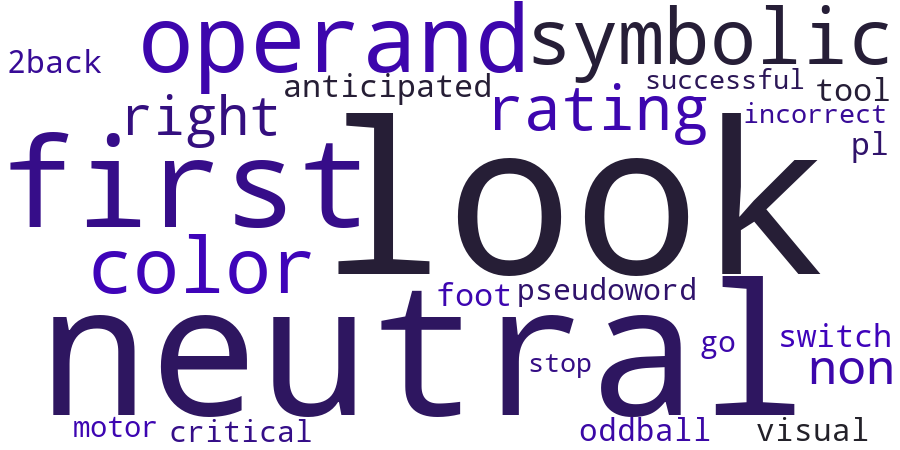 operand symbolic
2back
anticipated successful tool
right rating incorrect
first look pl
color
foot pseudoword
neutral go switch
stop non
motor critical oddball visual